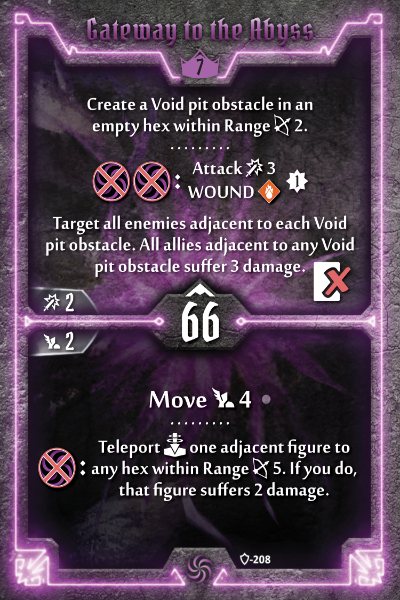 Gateway to the Abyss
7
Create a Void pit obstacle in an
empty hex within Range 2.
: Attack 3
WOUND 1
Target all enemies adjacent to each Void
pit obstacle. All allies adjacent to any Void
pit obstacle suffer 3 damage.
2
66
2
Move 4
Teleport one adjacent figure to
: any hex within Range 5. If you do,
that figure suffers 2 damage.
-208